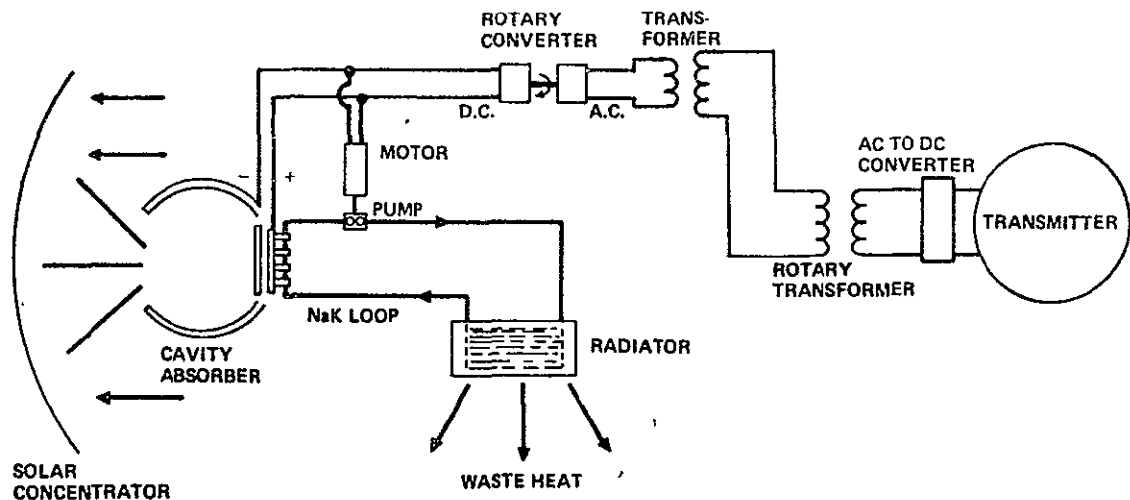 ROTARY
CONVERTER
TRANS-
FORMER
D.C.
A.C.
MOTOR
AC TO DC
CONVERTER
- +
PUMP
TRANSMITTER
ROTARY
TRANSFORMER
NaK LOOP
CAVITY
ABSORBER
RADIATOR
SOLAR
CONCENTRATOR
WASTE HEAT